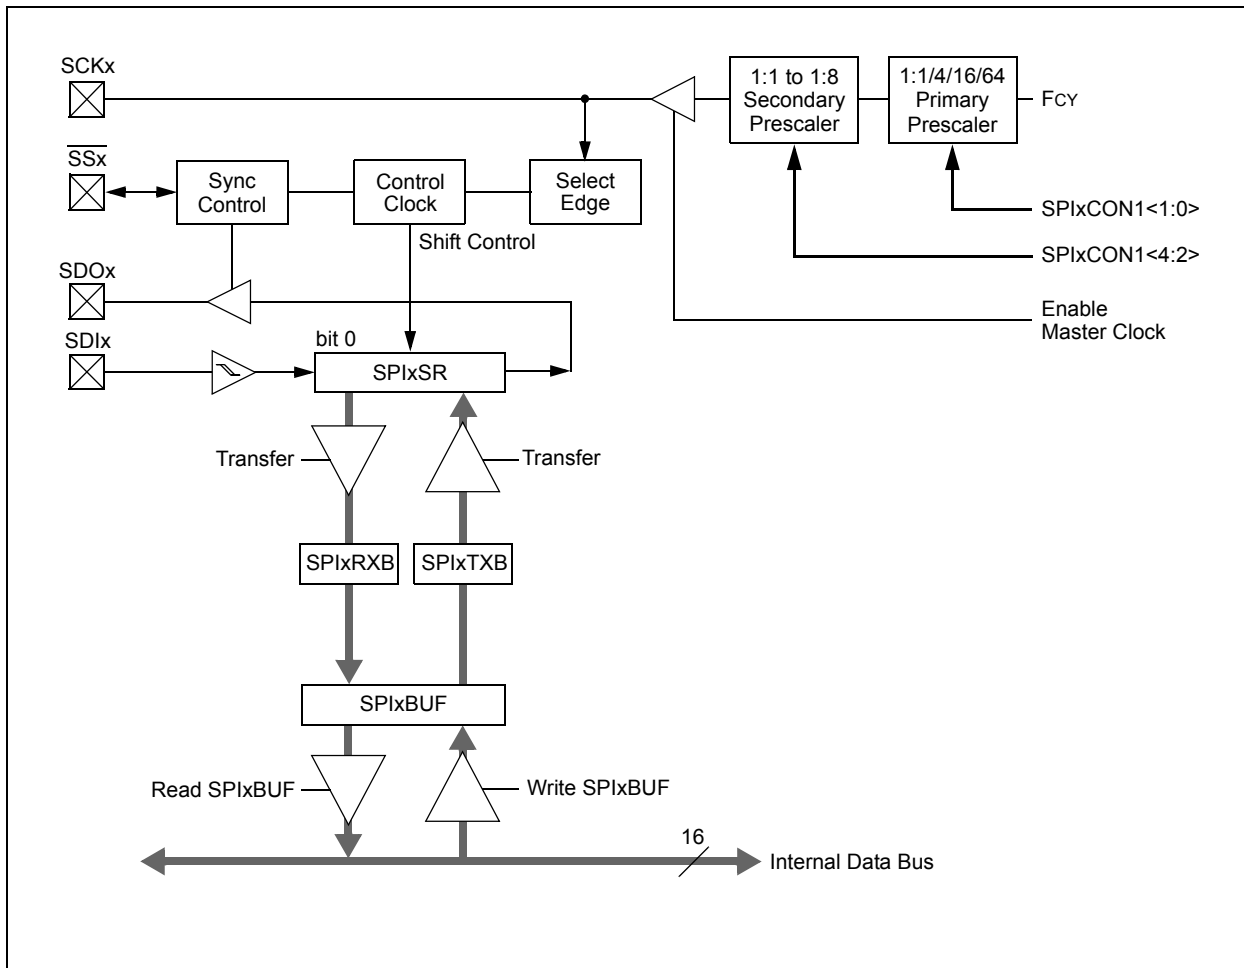 SCKx
1:1 to 1:8
Secondary
Prescaler
1:1/4/16/64
Primary
Prescaler
FCY
SSx
Sync
Control
Control
Clock
Select
Edge
SPIxCON1<1:0>
Shift Control
SPIxCON1<4:2>
SDOx
Enable
Master Clock
SDIx
bit 0
SPIxSR
Transfer
Transfer
SPIxRXB
SPIxTXB
SPIxBUF
Read SPIxBUF
Write SPIxBUF
16
Internal Data Bus